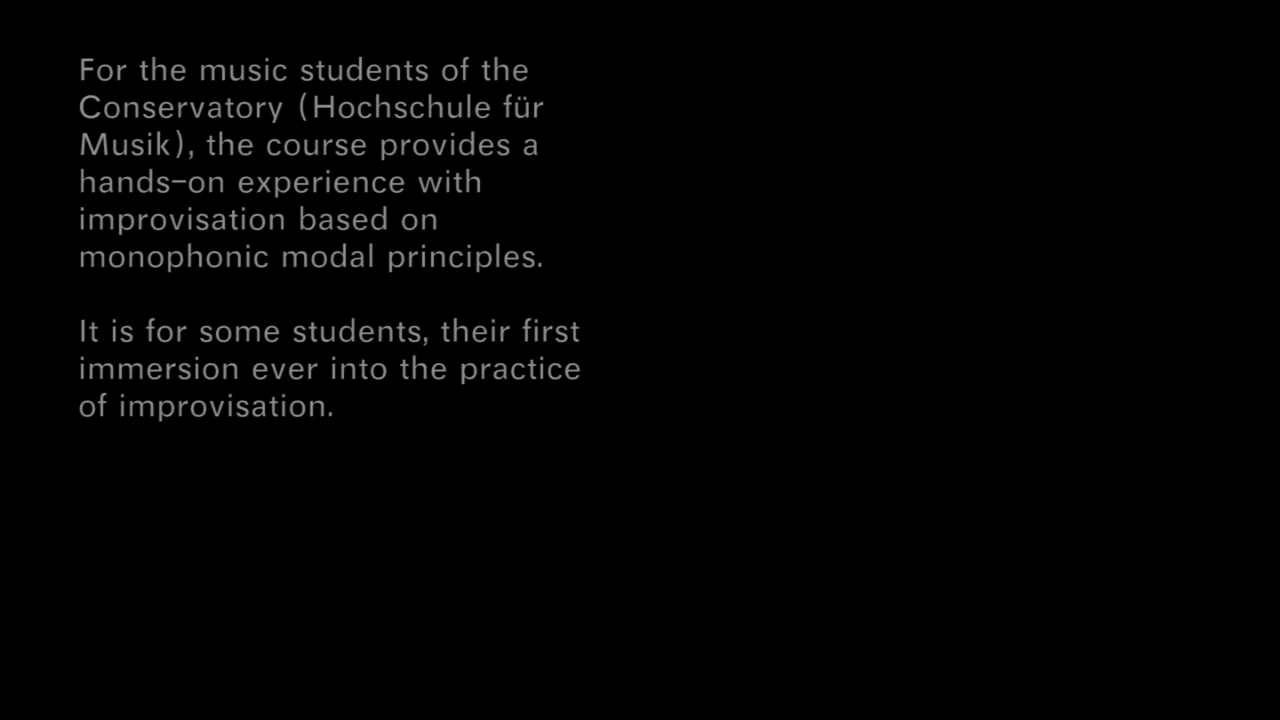 For the music students of the
Conservatory (Hochschule für
Musik), the course provides a
hands-on experience with
improvisation based on
monophonic modal principles.
It is for some students, their first
immersion ever into the practice
of improvisation.